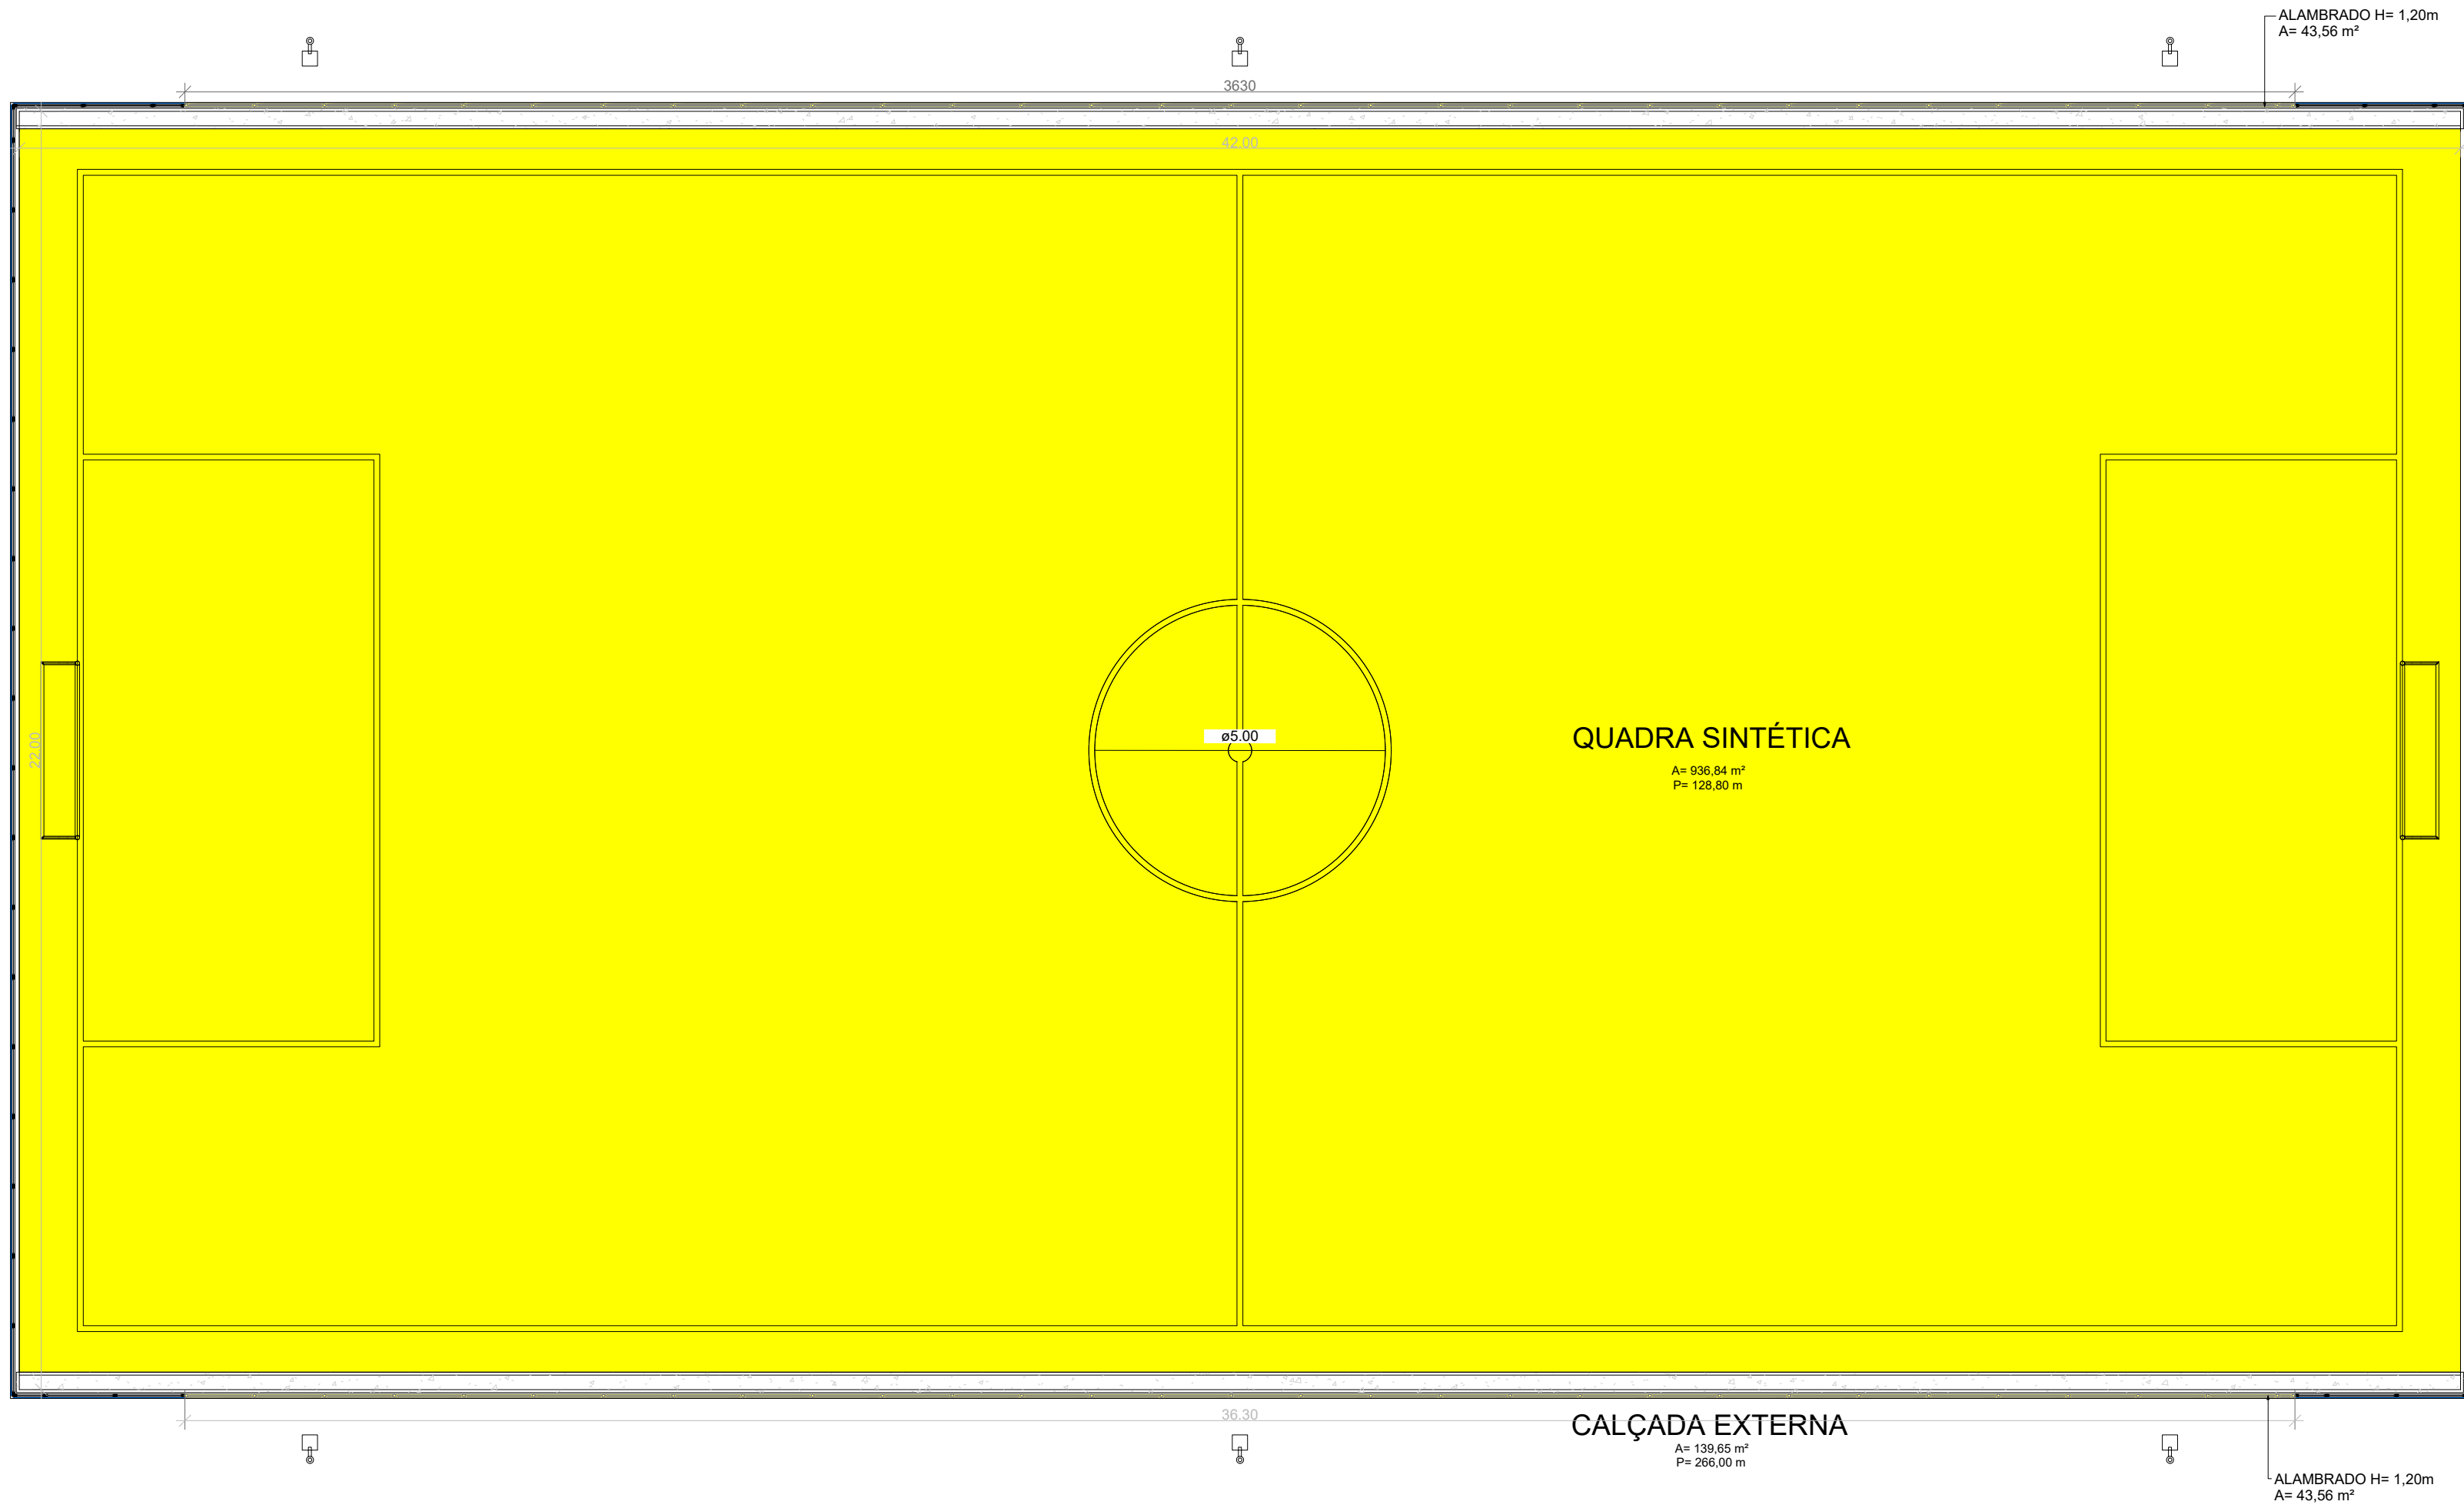 ALAMBRADO H= 1,20m
A= 43,56 m²
3630
42.00
22.00
ø5.00
QUADRA SINTÉTICA
A= 936,84 m²
P= 128,80 m
36.30
CALÇADA EXTERNA
A= 139,65 m²
P= 266,00 m
ALAMBRADO H= 1,20m
A= 43,56 m²